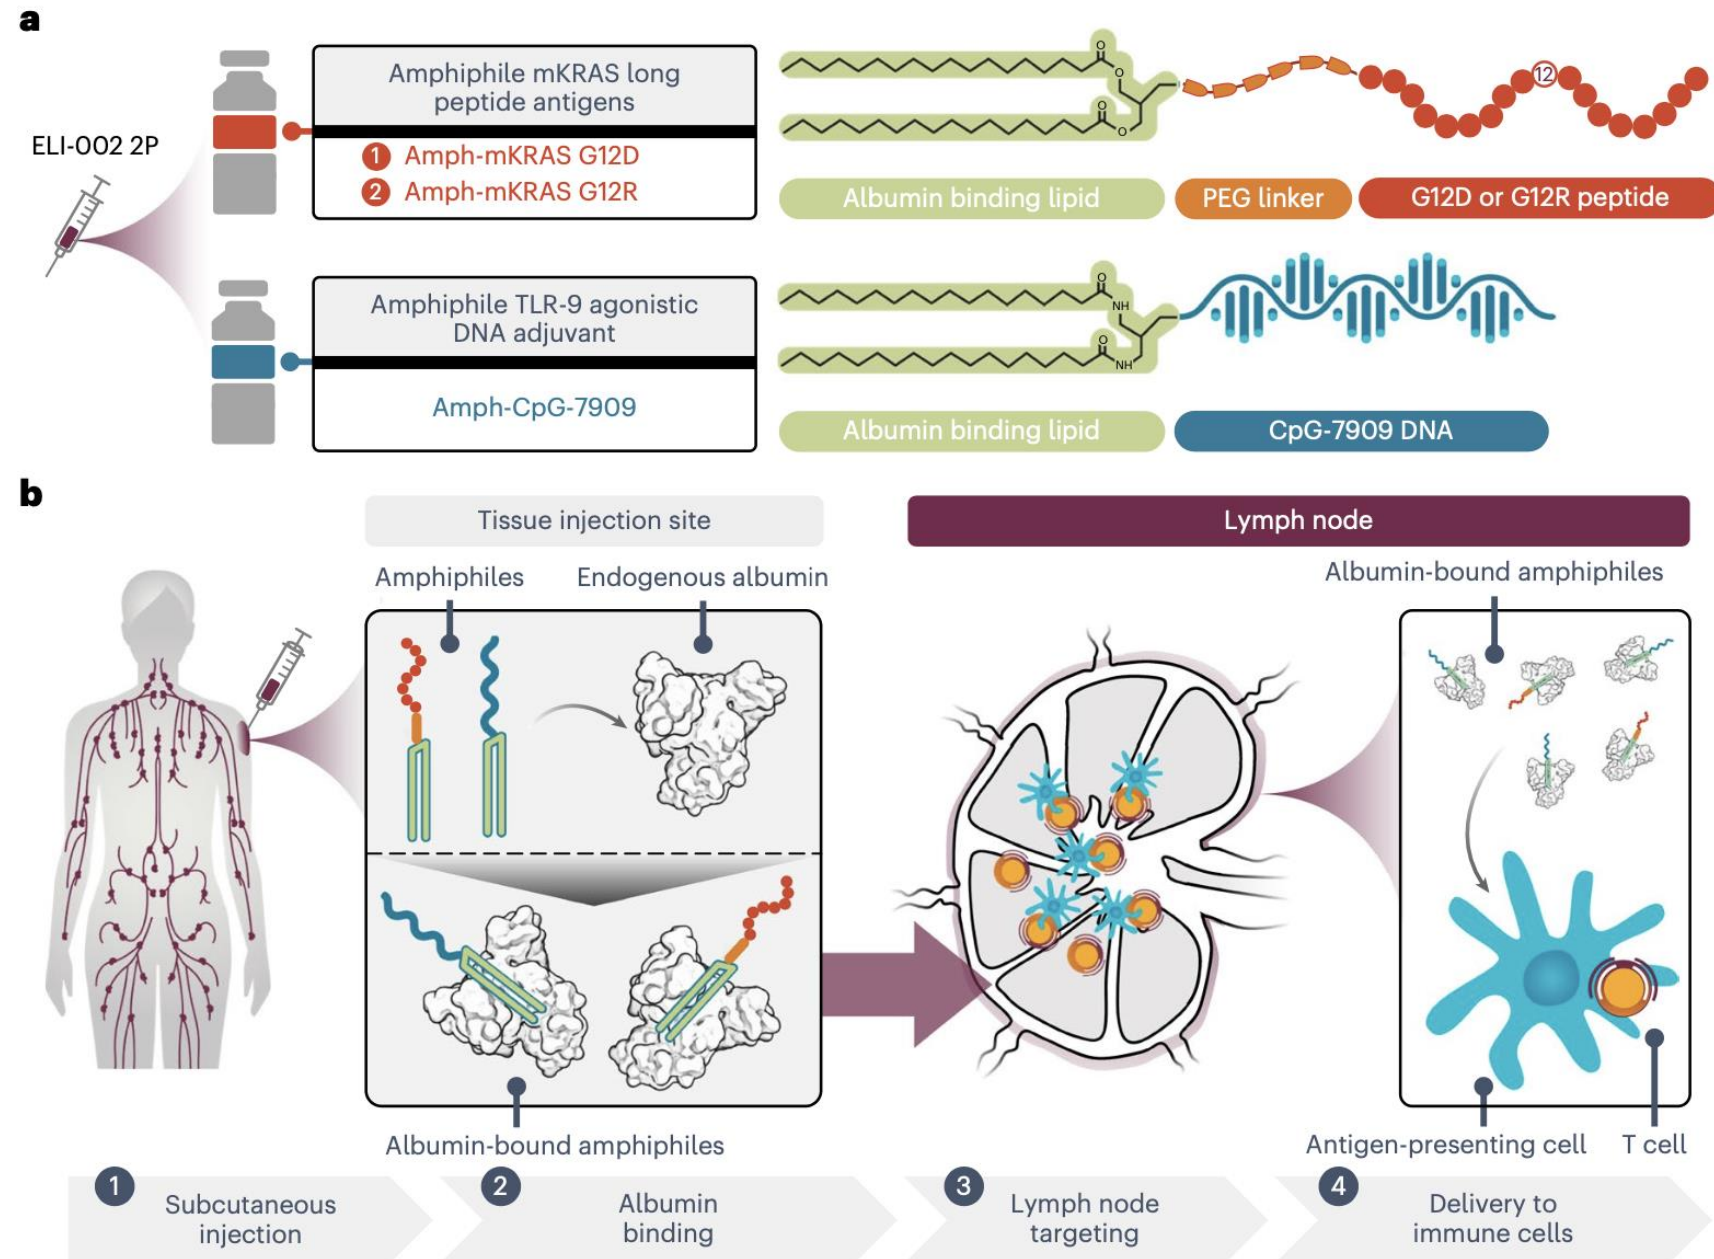 a
ELI-002 2P
Amphiphile mKRAS long
peptide antigens
1 Amph-mKRAS G12D
2 Amph-mKRAS G12R
O
O
O
O
12
Albumin binding lipid
PEG linker
G12D or G12R peptide
Amphiphile TLR-9 agonistic
DNA adjuvant
Amph-CpG-7909
O
NH
O
NH
Albumin binding lipid
CpG-7909 DNA
b
Tissue injection site
Lymph node
Amphiphiles
Endogenous albumin
Albumin-bound amphiphiles
Albumin-bound amphiphiles
Antigen-presenting cell
T cell
1
Subcutaneous
injection
2
Albumin
binding
3
Lymph node
targeting
4
Delivery to
immune cells